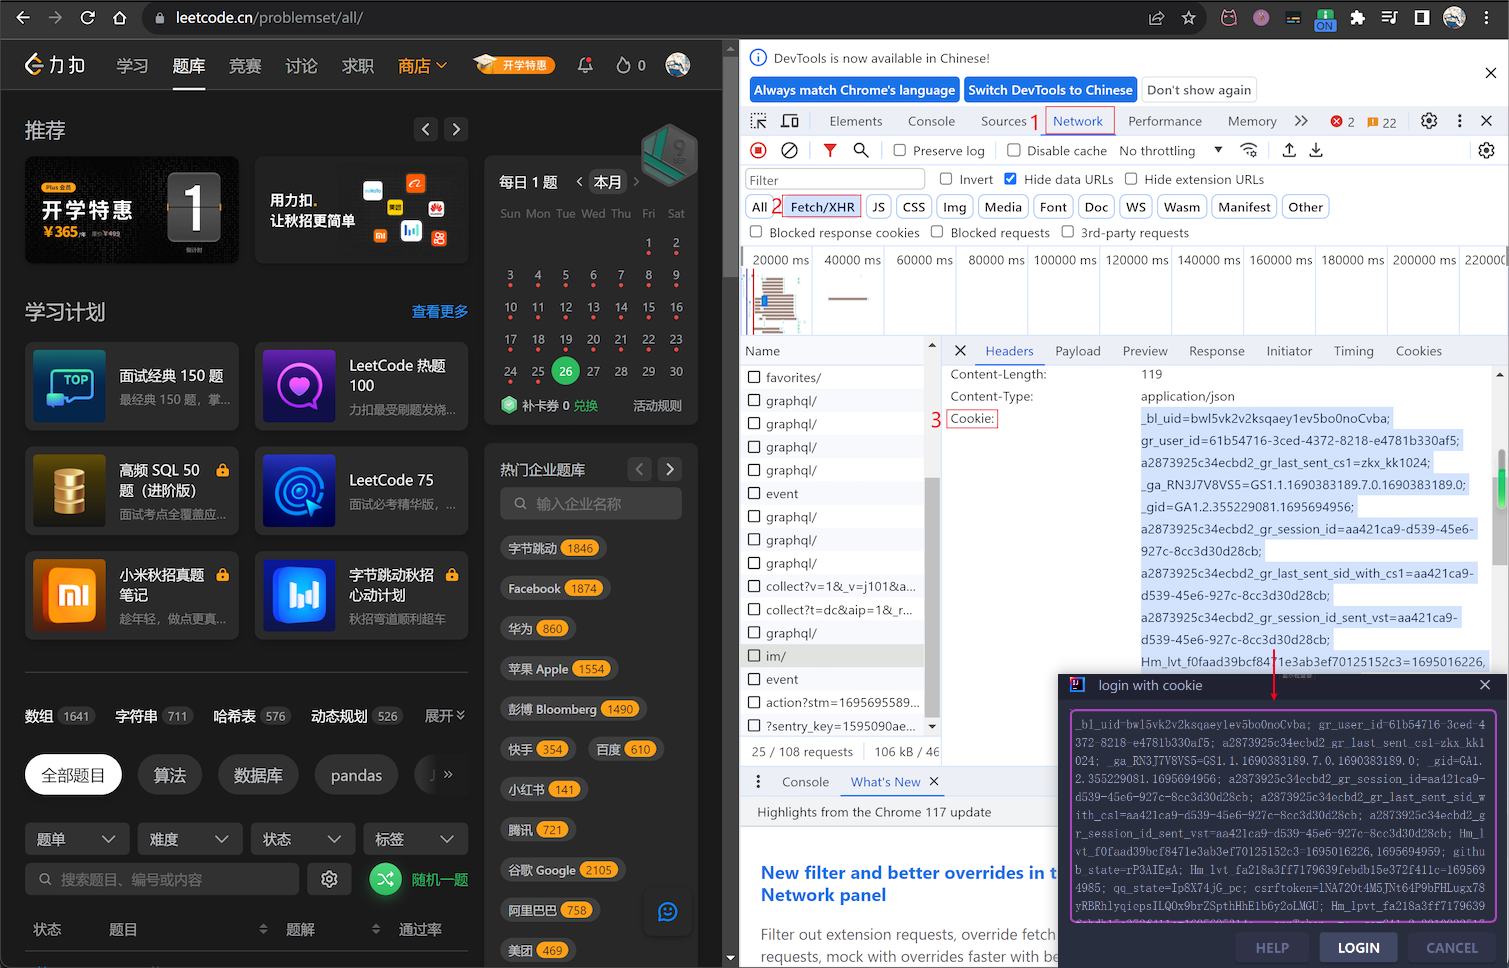 leetcode.cn/problemset/all/
ON
力扣
学习
题库
竞赛
讨论
求职
商店
开学特惠
0
推荐
Plus 会员
开学特惠
¥365/年 原价¥499
1
倒计时
用力扣.
让秋招更简单
美团
每日 1 题
本月
Sun Mon Tue Wed Thu Fri Sat
1 2
3 4 5 6 7 8 9
10 11 12 13 14 15 16
17 18 19 20 21 22 23
24 25 26 27 28 29 30
补卡券 0 兑换
活动规则
学习计划
查看更多
TOP
面试经典 150 题
最经典 150 题，掌...
LeetCode 热题
100
力扣最受刷题发烧...
高频 SQL 50
题（进阶版）
面试考点全覆盖应...
LeetCode 75
面试必考精华版，...
小米秋招真题
笔记
趁年轻，做点更真...
字节跳动秋招
心动计划
秋招弯道顺利超车
热门企业题库
输入企业名称
字节跳动 1846
Facebook 1874
华为 860
苹果 Apple 1554
彭博 Bloomberg 1490
快手 354
百度 610
小红书 141
腾讯 721
谷歌 Google 2105
阿里巴巴 758
美团 469
数组 1641
字符串 711
哈希表 576
动态规划 526
展开
全部题目
算法
数据库
pandas
题单
难度
状态
标签
搜索题目、编号或内容
随机一题
状态
题目
题解
通过率
DevTools is now available in Chinese!
Always match Chrome's language
Switch DevTools to Chinese
Don't show again
Elements
Console
Sources
1
Network
Performance
Memory
2
22
Preserve log
Disable cache
No throttling
Filter
Invert
Hide data URLs
Hide extension URLs
All
2
Fetch/XHR
JS
CSS
Img
Media
Font
Doc
WS
Wasm
Manifest
Other
Blocked response cookies
Blocked requests
3rd-party requests
20000 ms 40000 ms 60000 ms 80000 ms 100000 ms 120000 ms 140000 ms 160000 ms 180000 ms 200000 ms
Name
favorites/
graphql/
graphql/
graphql/
graphql/
event
graphql/
graphql/
graphql/
collect?v=1&_v=j101&a...
collect?t=dc&aip=1&_r...
graphql/
im/
event
action?stm=1695695589...
?sentry_key=1595090ae...
25 / 108 requests
106 kB / 46
Headers
Payload
Preview
Response
Initiator
Timing
Cookies
Content-Length: 119
Content-Type: application/json
3
Cookie:
_bl_uid=bwl5vk2v2ksqaey1ev5bo0noCvba;
gr_user_id=61b54716-3ced-4372-8218-e4781b330af5;
a2873925c34ecbd2_gr_last_sent_cs1=zkx_kk1024;
_ga_RN3J7V8VS5=GS1.1.1690383189.7.0.1690383189.0;
_gid=GA1.2.355229081.1695694956;
a2873925c34ecbd2_gr_session_id=aa421ca9-d539-45e6-
927c-8cc3d30d28cb;
a2873925c34ecbd2_gr_last_sent_sid_with_cs1=aa421ca9-
d539-45e6-927c-8cc3d30d28cb;
a2873925c34ecbd2_gr_session_id_sent_vst=aa421ca9-
d539-45e6-927c-8cc3d30d28cb;
Hm_lvt_f0faad39bcf8471e3ab3ef70125152c3=1695016226,
Console
What's New
Highlights from the Chrome 117 update
New filter and better overrides in t
Network panel
Filter out extension requests, override fetch
requests, mock with overrides faster with be
login with cookie
_bl_uid=bwl5vk2v2ksqaey1ev5bo0noCvba; gr_user_id=61b54716-3ced-4
372-8218-e4781b330af5; a2873925c34ecbd2_gr_last_sent_cs1=zkx_kk1
024; _ga_RN3J7V8VS5=GS1.1.1690383189.7.0.1690383189.0; _gid=GA1.
2.355229081.1695694956; a2873925c34ecbd2_gr_session_id=aa421ca9-
d539-45e6-927c-8cc3d30d28cb; a2873925c34ecbd2_gr_last_sent_sid_w
ith_cs1=aa421ca9-d539-45e6-927c-8cc3d30d28cb; a2873925c34ecbd2_g
r_session_id_sent_vst=aa421ca9-d539-45e6-927c-8cc3d30d28cb; Hm_l
vt_f0faad39bcf8471e3ab3ef70125152c3=1695016226,1695694959; githu
b_state=rP3AIEgA; Hm_lvt_fa218a3ff7179639febdb15e372f411c=169569
4985; qq_state=Ip8X74jG_pc; csrftoken=lNA72Ot4M5JNt64P9bFHLugx78
yRBRhlyqiepsILQOx9brZSpthHhE1b6y2oLMGU; Hm_lpvt_fa218a3ff7179639
HELP
LOGIN
CANCEL